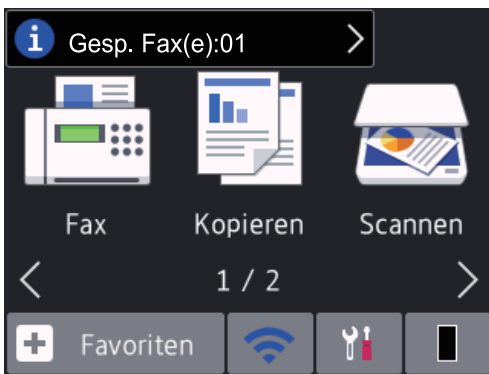 Gesp. Fax(e):01
Fax Kopieren Scannen
1 / 2
Favoriten